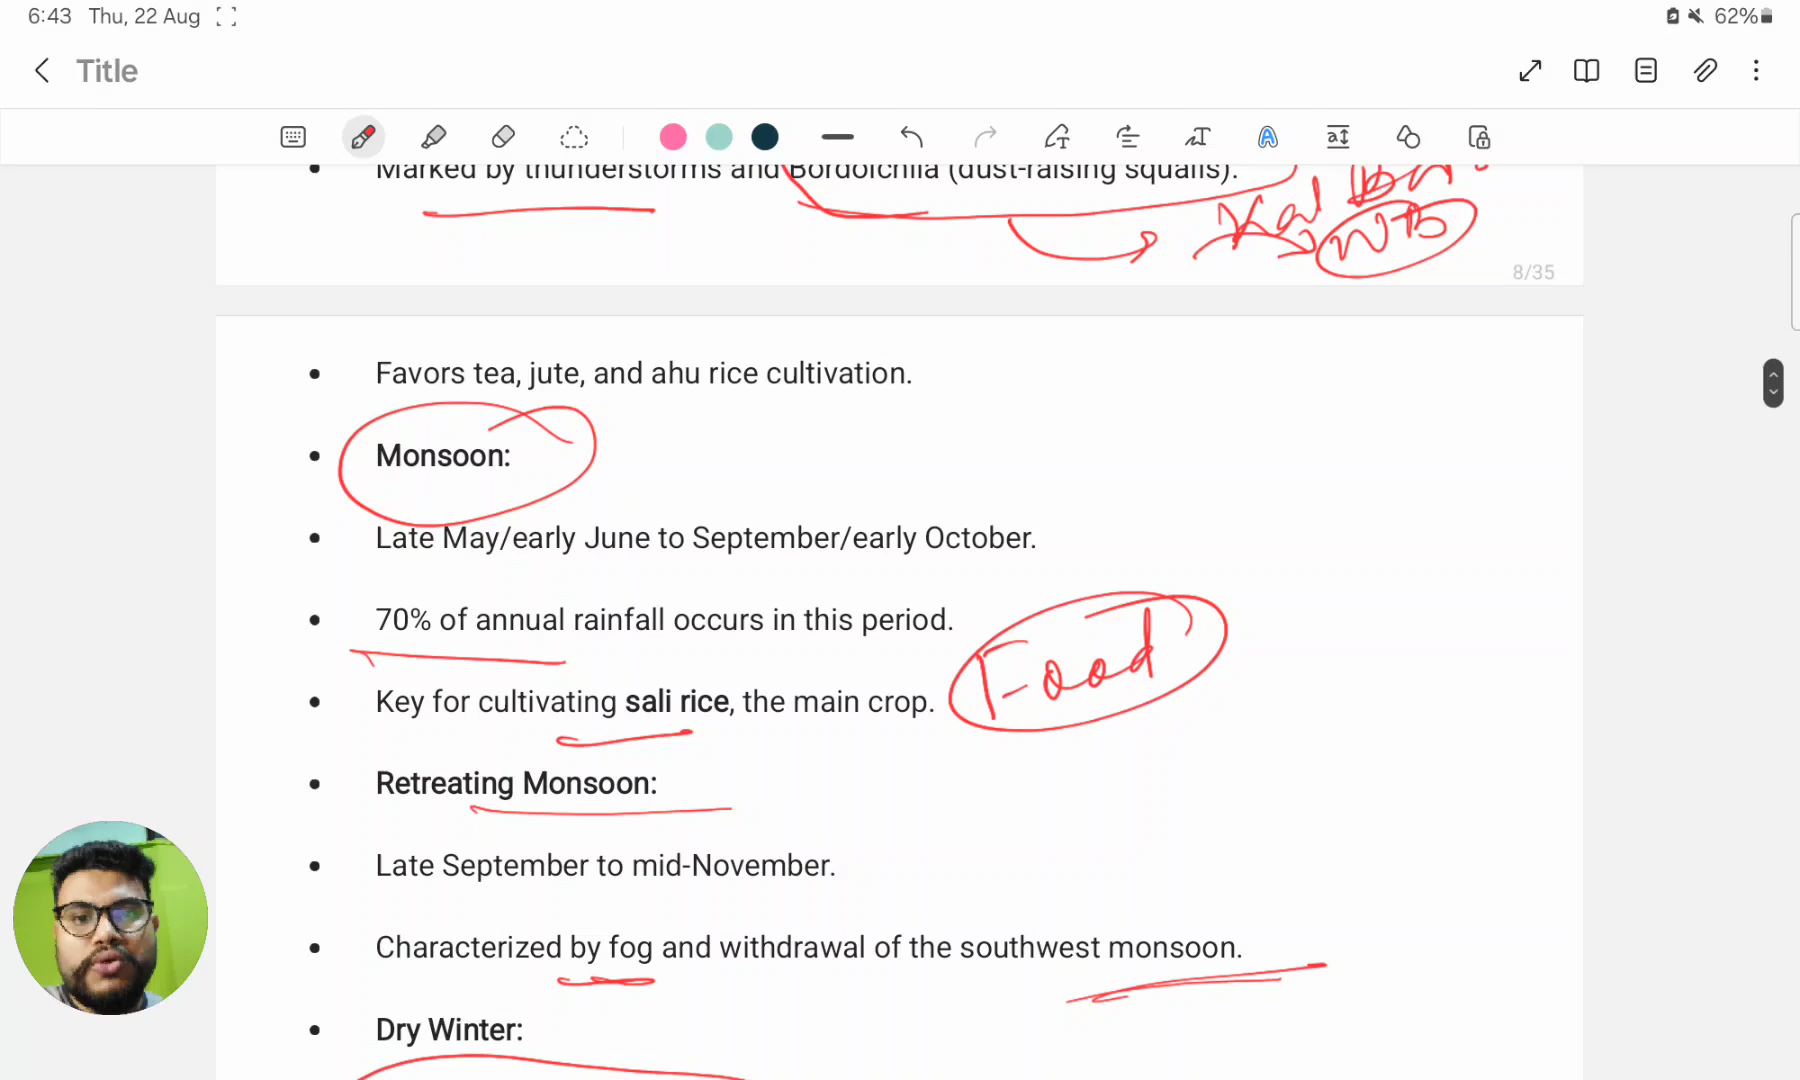 6:43 Thu, 22 Aug 62%
Title
Marked by thunderstorms and Bordoichila (dust-raising squalls).
Kal
WB
8/35
• Favors tea, jute, and ahu rice cultivation.
• Monsoon:
• Late May/early June to September/early October.
• 70% of annual rainfall occurs in this period.
Food
• Key for cultivating sali rice, the main crop.
• Retreating Monsoon:
• Late September to mid-November.
• Characterized by fog and withdrawal of the southwest monsoon.
• Dry Winter: